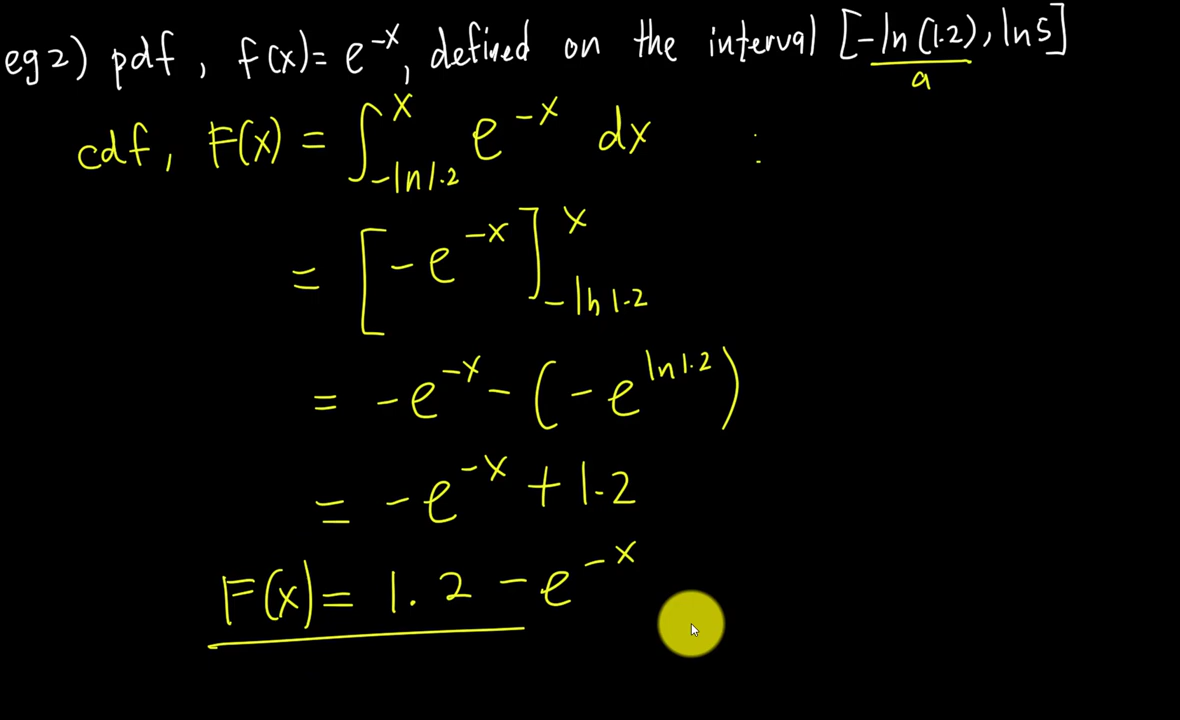 eg2) pdf, f(x)= e^{-x}, defined on the interval [-ln(1.2), ln5]
a
cdf, F(x) = ∫_{-ln1.2}^{x} e^{-x} dx :
= [-e^{-x}]_{-ln1.2}^{x}
= -e^{-x} - (-e^{ln1.2})
= -e^{-x} + 1.2
F(x) = 1.2 - e^{-x}